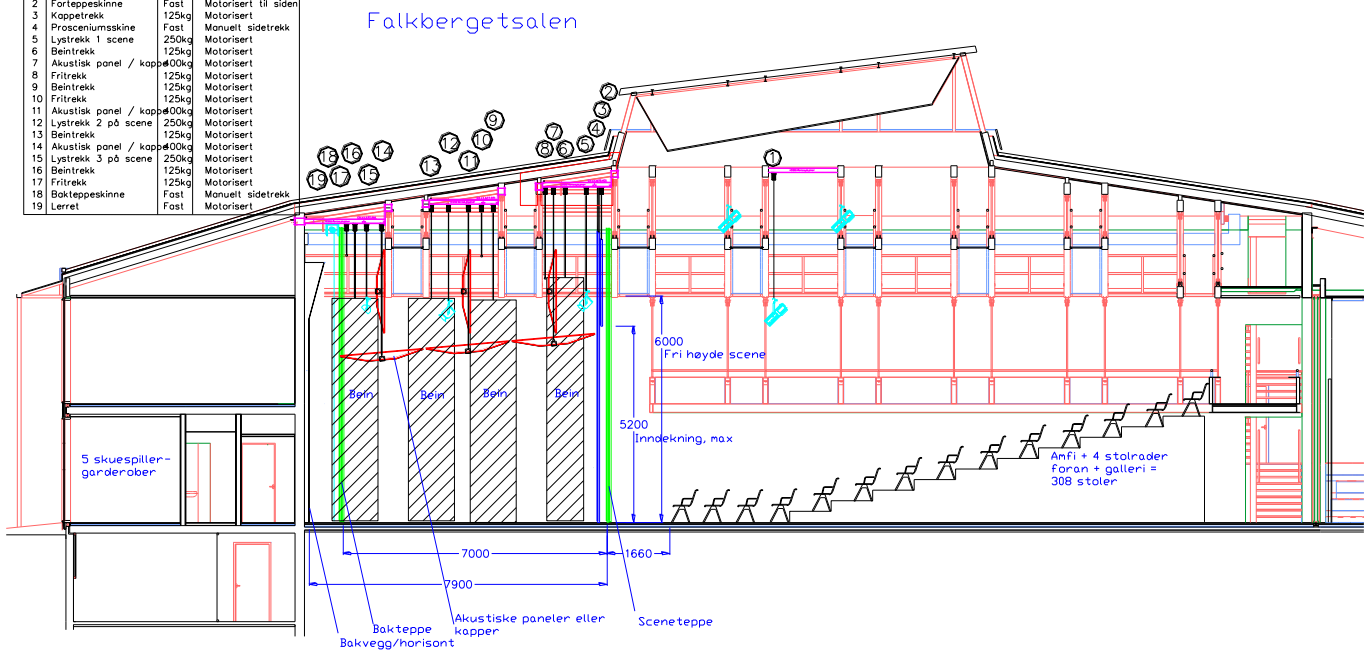 2 Forteppeskinne Fast Motorisert til siden
3 Kappetrekk 125kg Motorisert
4 Prosceniumsskine Fast Manuelt sidetrekk
5 Lystrekk 1 scene 250kg Motorisert
6 Beintrekk 125kg Motorisert
7 Akustisk panel / kappe 400kg Motorisert
8 Fritrekk 125kg Motorisert
9 Beintrekk 125kg Motorisert
10 Fritrekk 125kg Motorisert
11 Akustisk panel / kappe 400kg Motorisert
12 Lystrekk 2 på scene 250kg Motorisert
13 Beintrekk 125kg Motorisert
14 Akustisk panel / kappe 400kg Motorisert
15 Lystrekk 3 på scene 250kg Motorisert
16 Beintrekk 125kg Motorisert
17 Fritrekk 125kg Motorisert
18 Bakteppeskinne Fast Manuelt sidetrekk
19 Lerret Fast Motorisert
Falkbergetsalen
2
3
9
4
7
12
10
5
8
6
18
16
14
13
11
1
19
17
15
6000
Fri høyde scene
Bein
Bein
Bein
Bein
5200
Inndekning, max
5 skuespiller-
garderober
Amfi + 4 stolrader
foran + galleri =
308 stoler
7000
1660
7900
Akustiske paneler eller
kapper
Sceneteppe
Bakteppe
Bakvegg/horisont